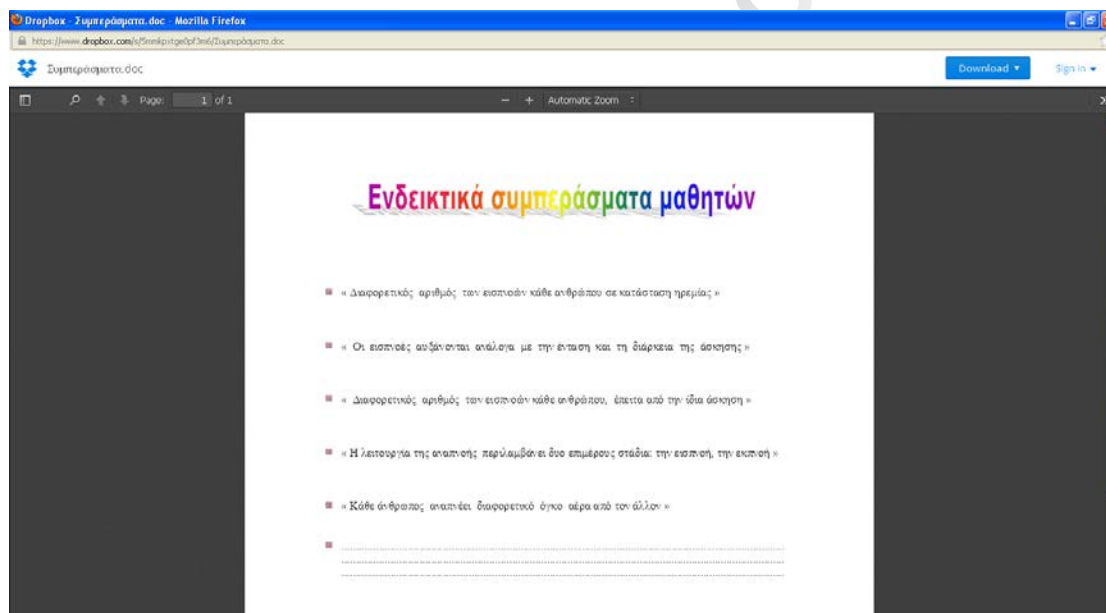 Dropbox - Συμπεράσματα.doc - Mozilla Firefox
Συμπεράσματα.doc
Download
Sign in
Page: 1 of 1
Automatic Zoom
Ενδεικτικά συμπεράσματα μαθητών
« Διαφορετικός αριθμός των εισπνοών κάθε ανθρώπου σε κατάσταση ηρεμίας »
« Οι εισπνοές αυξάνονται ανάλογα με την ένταση και τη διάρκεια της άσκησης »
« Διαφορετικός αριθμός των εισπνοών κάθε ανθρώπου, έπειτα από την ίδια άσκηση »
« Η λειτουργία της αναπνοής περιλαμβάνει δυο επιμέρους στάδια: την εισπνοή, την εκπνοή »
« Κάθε άνθρωπος αναπνέει διαφορετικό όγκο αέρα από τον άλλον »